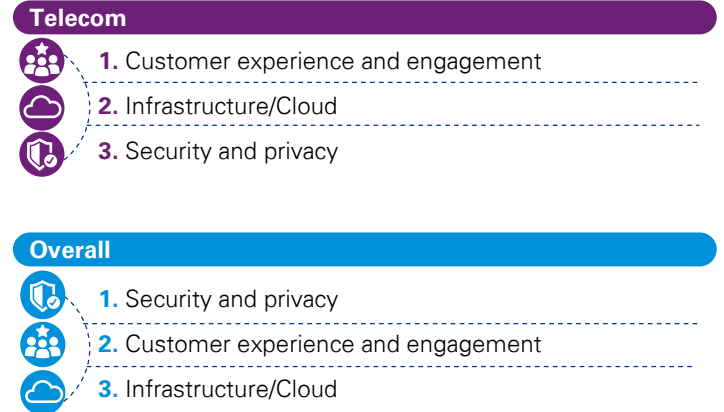 Telecom
1. Customer experience and engagement
2. Infrastructure/Cloud
3. Security and privacy
Overall
1. Security and privacy
2. Customer experience and engagement
3. Infrastructure/Cloud